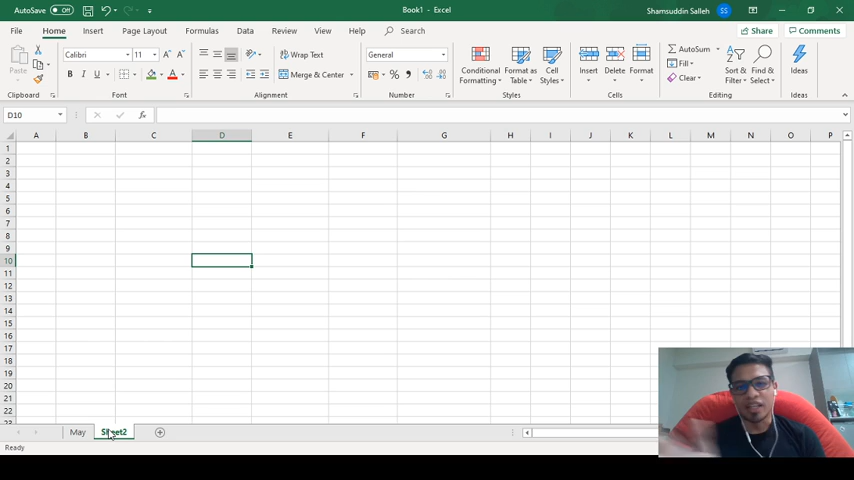 AutoSave Off Book1 - Excel Shamsuddin Salleh SS
File Home Insert Page Layout Formulas Data Review View Help Search Share Comments
Paste Calibri 11 A A Wrap Text General Conditional Formatting Format as Table Cell Styles Insert Delete Format AutoSum Fill Clear Sort & Filter Find & Select Ideas
B I U A Merge & Center % ,
Clipboard Font Alignment Number Styles Cells Editing Ideas
D10 fx
A B C D E F G H I J K L M N O P
1
2
3
4
5
6
7
8
9
10
11
12
13
14
15
16
17
18
19
20
21
22
23
May Sheet2
Ready